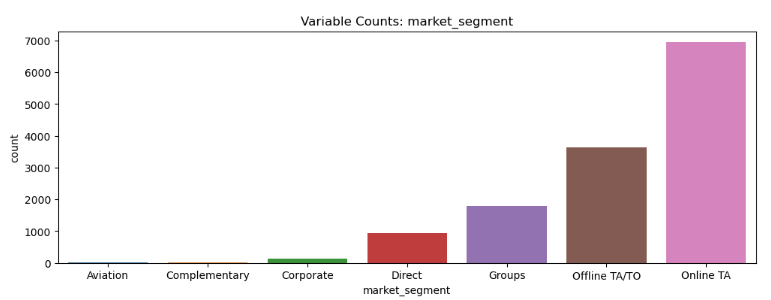 Variable Counts: market_segment
7000
6000
5000
4000
3000
2000
1000
0
count
Aviation Complementary Corporate Direct Groups Offline TA/TO Online TA
market_segment